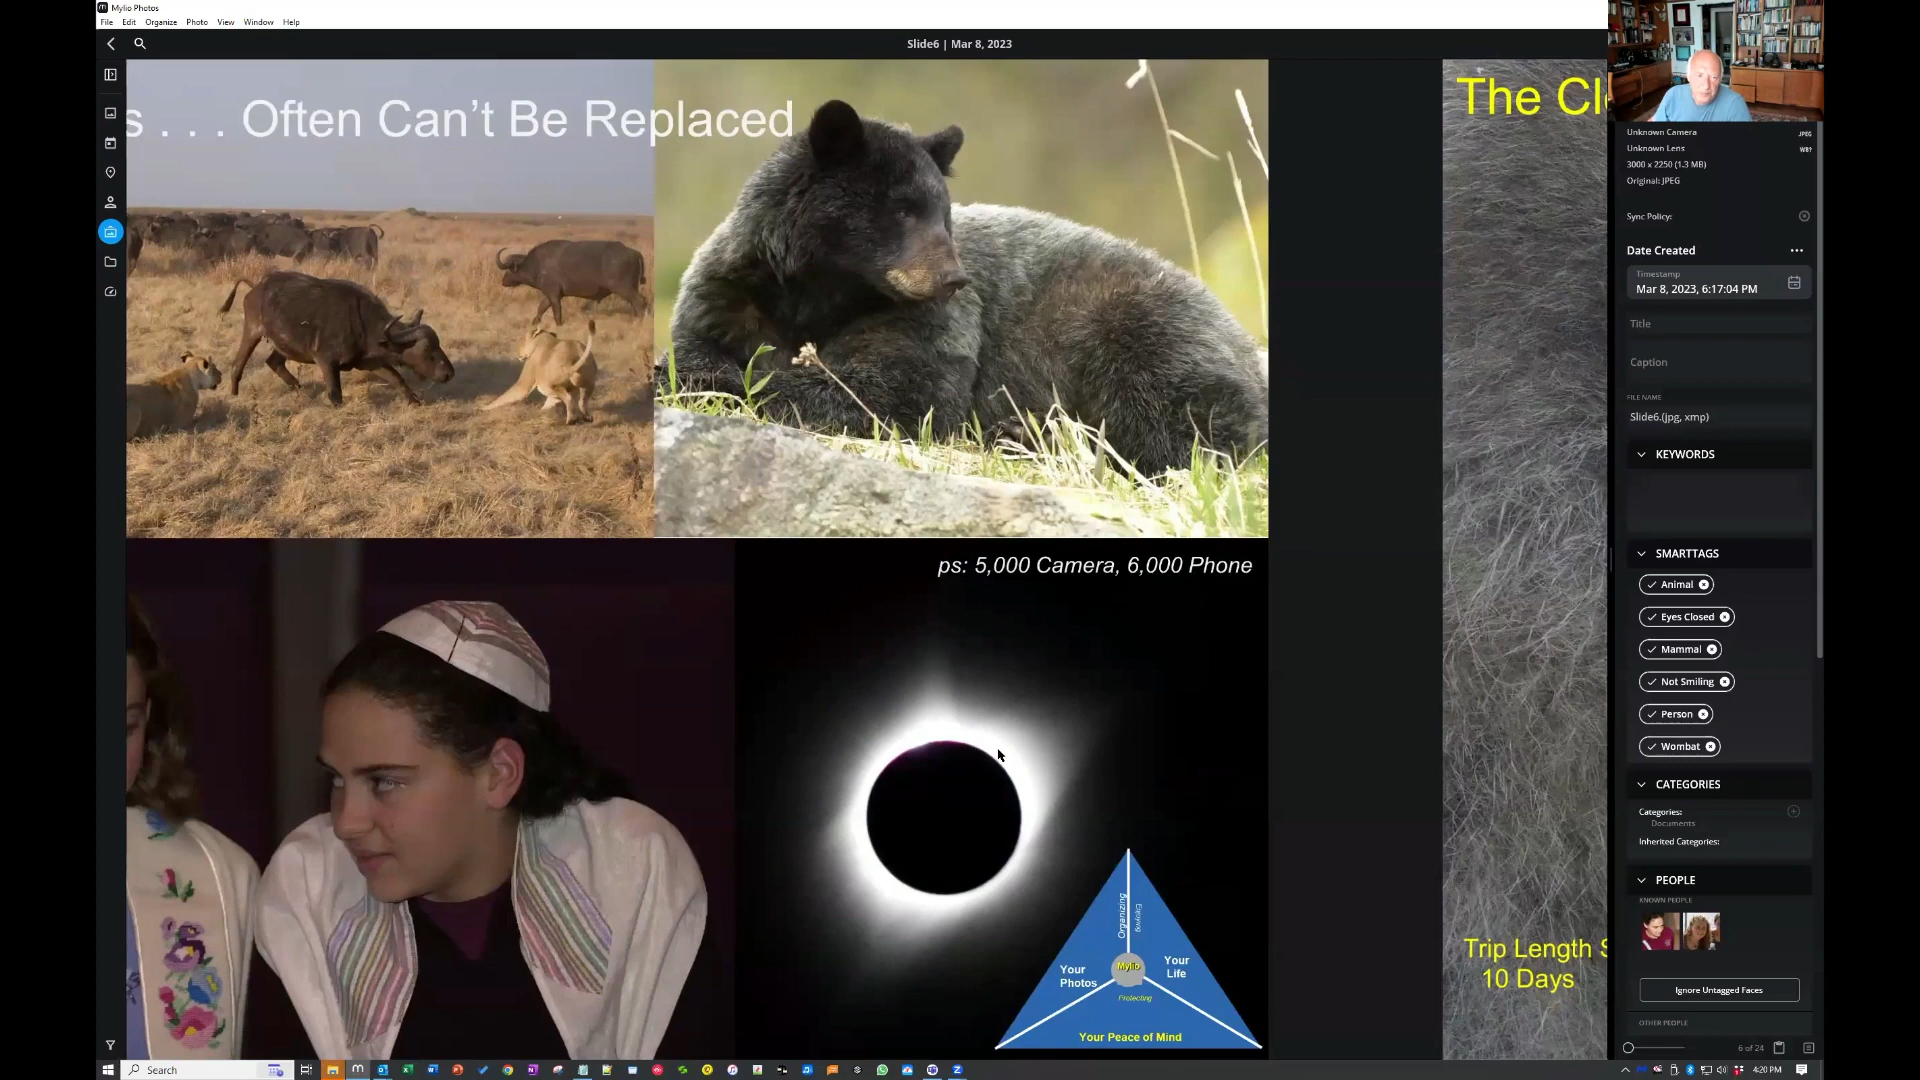 Mylio Photos
File Edit Organize Photo View Window Help
Slide6 | Mar 8, 2023
s . . . Often Can't Be Replaced
ps: 5,000 Camera, 6,000 Phone
Organizing
Enjoying
Your Photos
Mylio
Your Life
Protecting
Your Peace of Mind
The Cl
Trip Length S
10 Days
Unknown Camera
JPEG
Unknown Lens
WB?
3000 x 2250 (1.3 MB)
Original: JPEG
Sync Policy:
Date Created
Timestamp
Mar 8, 2023, 6:17:04 PM
Title
Caption
FILE NAME
Slide6.(jpg, xmp)
KEYWORDS
SMARTTAGS
Animal
Eyes Closed
Mammal
Not Smiling
Person
Wombat
CATEGORIES
Categories:
Documents
Inherited Categories:
PEOPLE
KNOWN PEOPLE
Ignore Untagged Faces
OTHER PEOPLE
6 of 24
Search
4:20 PM